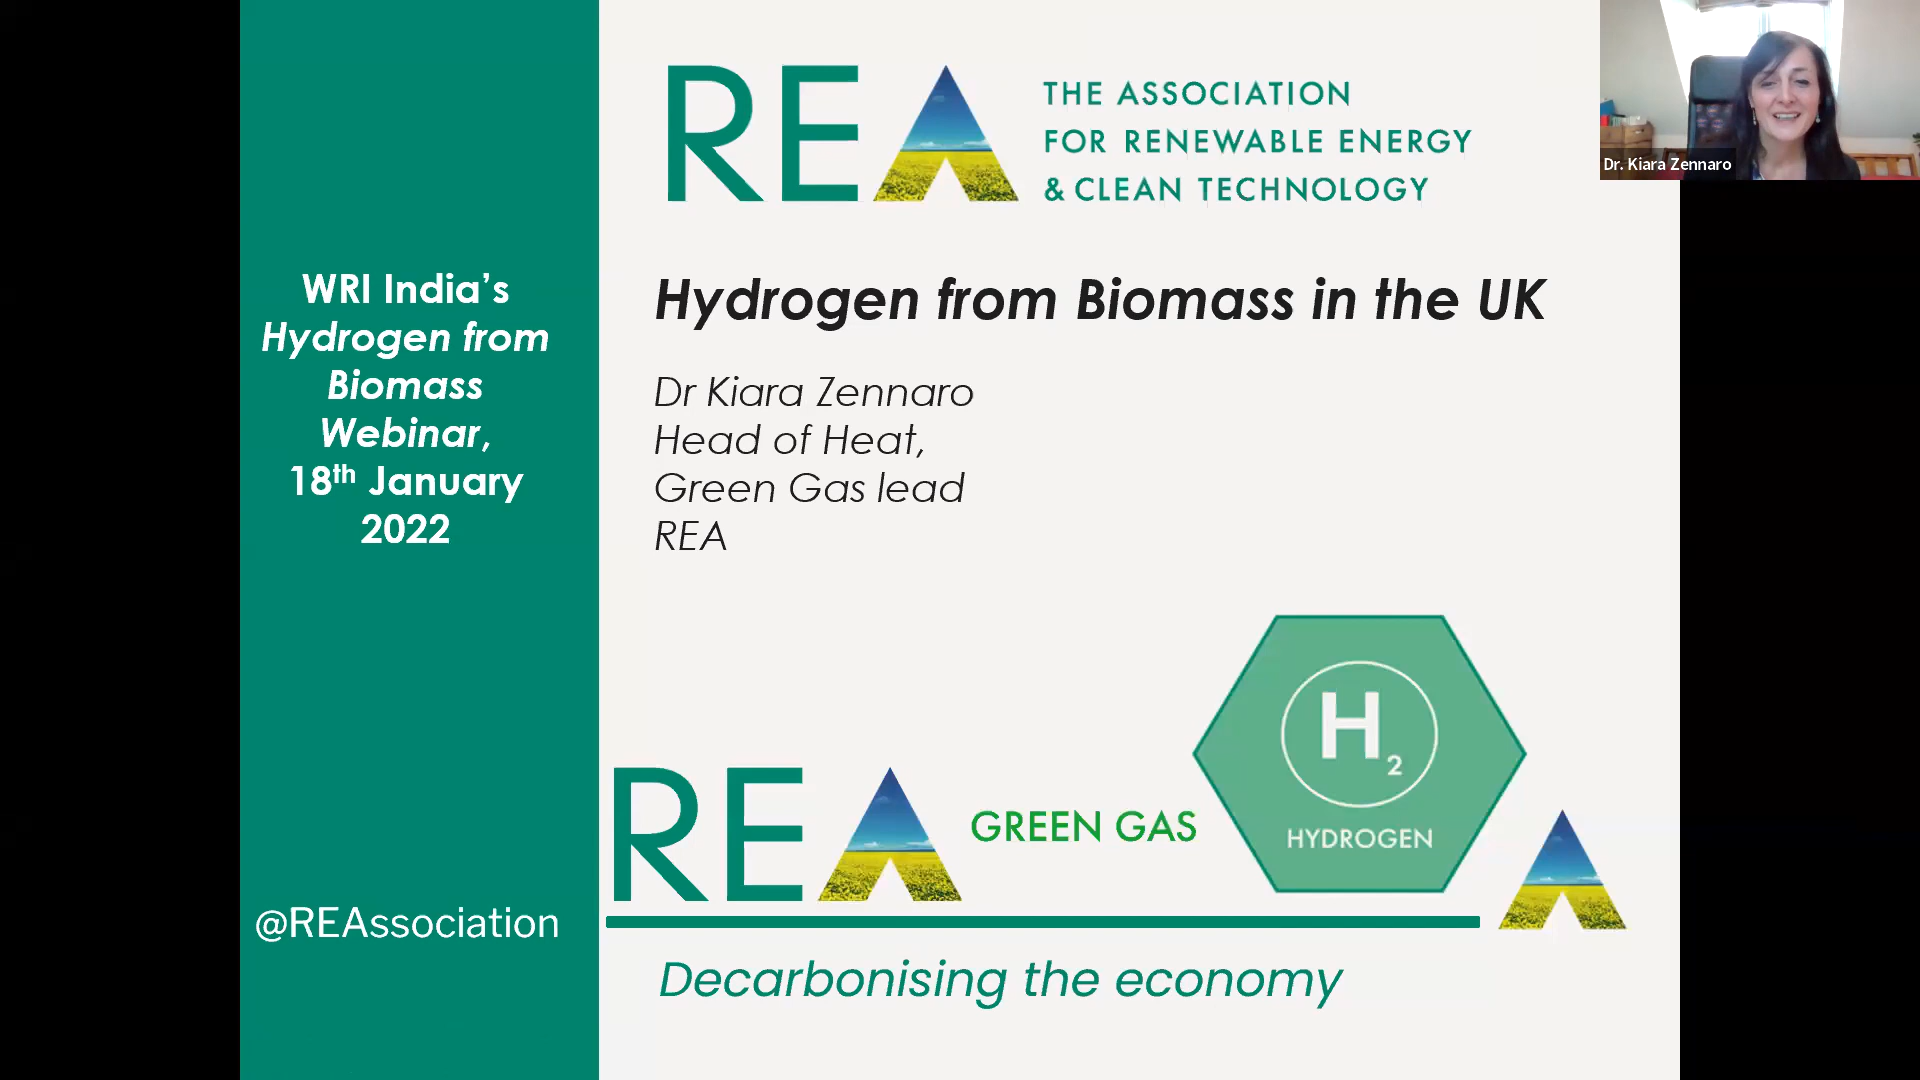 WRI India’s
Hydrogen from
Biomass
Webinar,
18th January
2022
@REAssociation
REA
THE ASSOCIATION
FOR RENEWABLE ENERGY
& CLEAN TECHNOLOGY
Hydrogen from Biomass in the UK
Dr Kiara Zennaro
Head of Heat,
Green Gas lead
REA
REA GREEN GAS
H2
HYDROGEN
Decarbonising the economy
Dr. Kiara Zennaro